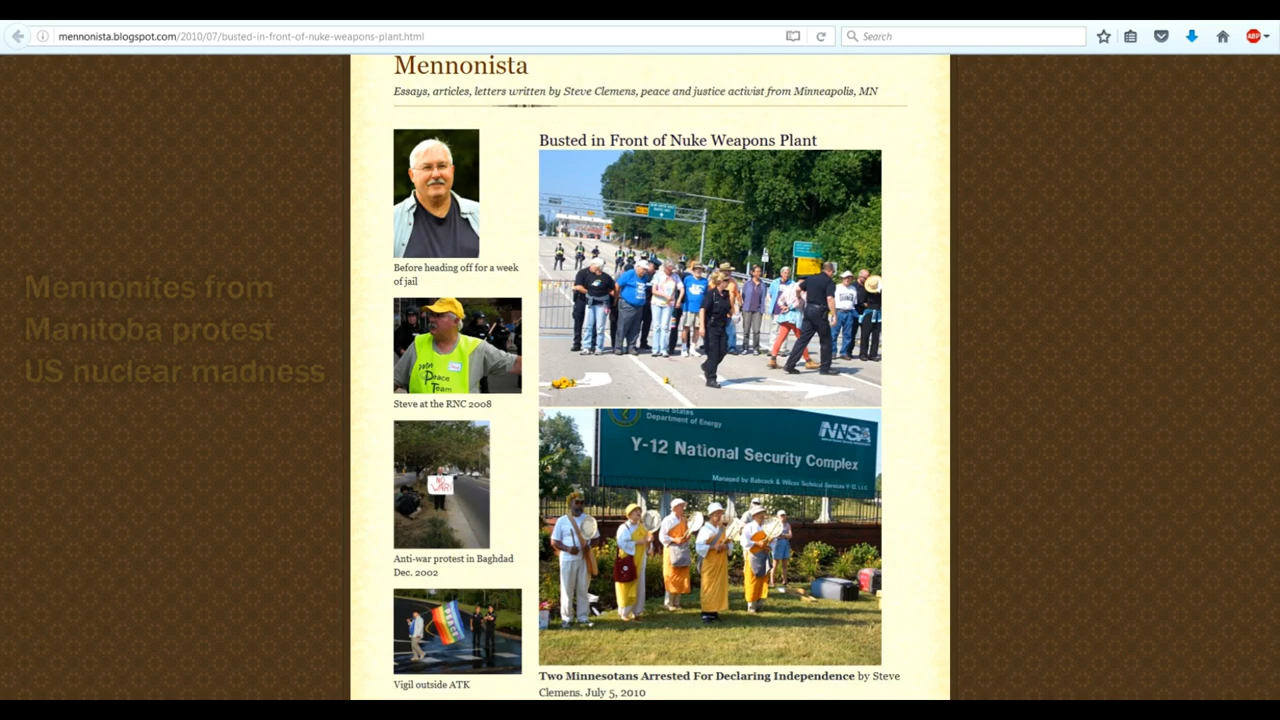 mennonista.blogspot.com/2010/07/busted-in-front-of-nuke-weapons-plant.html
Search
ABP
Mennonista
Essays, articles, letters written by Steve Clemens, peace and justice activist from Minneapolis, MN
Mennonites from
Manitoba protest
US nuclear madness
Before heading off for a week
of jail
Peace
Team
Steve at the RNC 2008
NO
WAR
Anti-war protest in Baghdad
Dec. 2002
Vigil outside ATK
Busted in Front of Nuke Weapons Plant
United States
Department of Energy
NNSA
Y-12 National Security Complex
Managed by Babcock & Wilcox Technical Services Y-12, LLC
Two Minnesotans Arrested For Declaring Independence by Steve
Clemens. July 5, 2010